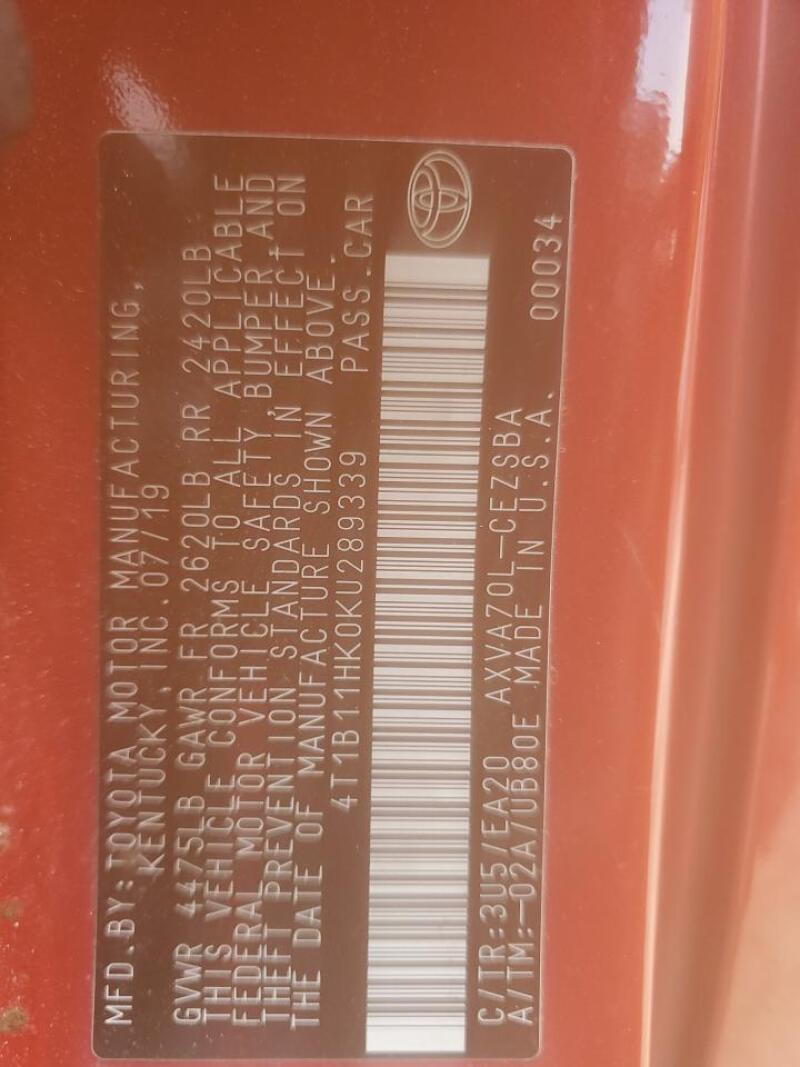 MFD.BY:TOYOTA MOTOR MANUFACTURING,
KENTUCKY, INC.07/19
GVWR 4475LB GAWR FR 2620LB RR 2420LB
THIS VEHICLE CONFORMS TO ALL APPLICABLE
FEDERAL MOTOR VEHICLE SAFETY, BUMPER, AND
THEFT PREVENTION STANDARDS IN EFFECT ON
THE DATE OF MANUFACTURE SHOWN ABOVE.
4T1B11HK0KU289339 PASS.CAR
C/TR:3U5/EA20 AXVA70L-CEZSBA
A/TM:-02A/UB80E MADE IN U.S.A. 00034